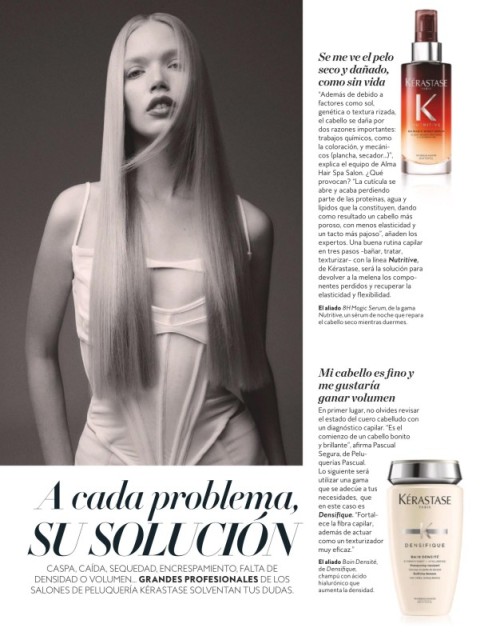 Se me ve el pelo
seco y dañado,
como sin vida
“Además de debido a
factores como sol,
genética o textura rizada,
el cabello se daña por
dos razones importantes:
trabajos químicos, como
la coloración, y mecáni-
cos (plancha, secador...)”,
explica el equipo de Alma
Hair Spa Salon. ¿Qué
provocan? “La cutícula se
abre y acaba perdiendo
parte de las proteínas, agua y
lípidos que la constituyen, dando
como resultado un cabello más
poroso, con menos elasticidad y
un tacto más pajoso”, añaden los
expertos. Una buena rutina capilar
en tres pasos -bañar, tratar,
texturizar- con la línea Nutritive,
de Kérastase, será la solución para
devolver a la melena los com-
ponentes perdidos y recuperar la
elasticidad y flexibilidad.
El aliado 8H Magic Serum, de la gama
Nutritive, un sérum de noche que repara
el cabello seco mientras duermes.
KÉRASTASE
K
Mi cabello es fino y
me gustaría
ganar volumen
En primer lugar, no olvides revisar
el estado del cuero cabelludo con
un diagnóstico capilar. “Es el
comienzo de un cabello bonito
y brillante”, afirma Pascual
Segura, de Pelu-
querías Pascual.
Lo siguiente será
utilizar una gama
que se adecúe a tus
necesidades, que
en este caso es
Densifique. “Fortal-
ece la fibra capilar,
además de actuar
como un texturizador
muy eficaz.”
El aliado Bain Densité,
de Densifique,
champú con ácido
hialurónico que
aumenta la densidad.
KÉRASTASE
PARIS
DENSIFIQUE
BAIN DENSITÉ
A cada problema,
SU SOLUCIÓN
CASPA, CAÍDA, SEQUEDAD, ENCRESPAMIENTO, FALTA DE
DENSIDAD O VOLUMEN... GRANDES PROFESIONALES DE LOS
SALONES DE PELUQUERÍA KÉRASTASE SOLVENTAN TUS DUDAS.